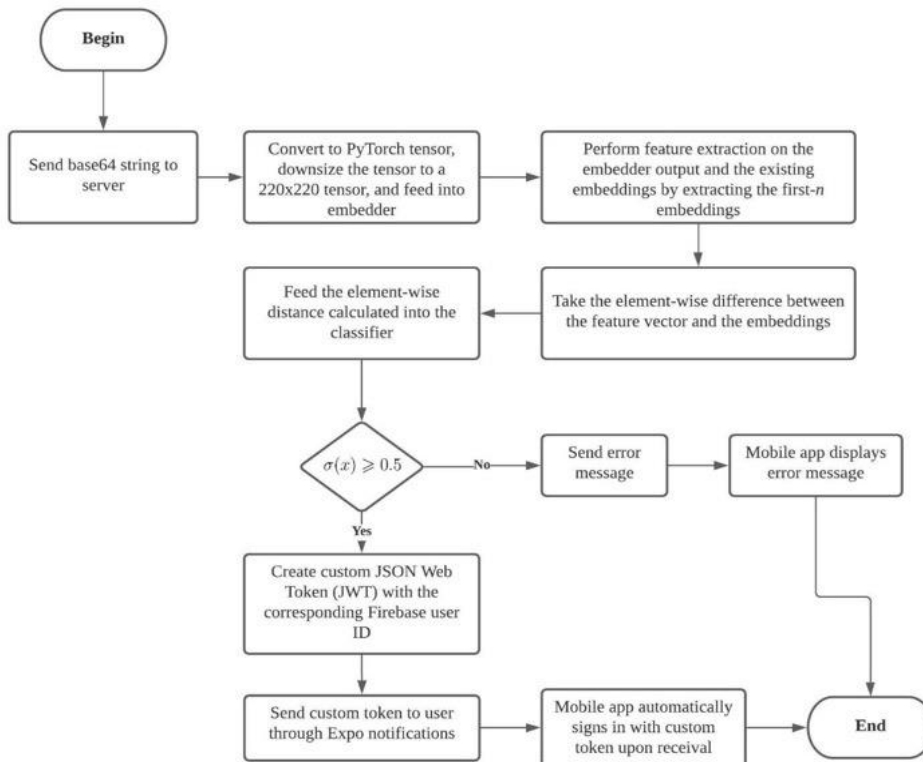 Begin
Send base64 string to
server
Convert to PyTorch tensor,
downsize the tensor to a
220x220 tensor, and feed into
embedder
Perform feature extraction on the
embedder output and the existing
embeddings by extracting the first-n
embeddings
Take the element-wise difference between
the feature vector and the embeddings
Feed the element-wise
distance calculated into the
classifier
σ(x) ⩾ 0.5
No
Send error
message
Mobile app displays
error message
Yes
Create custom JSON Web
Token (JWT) with the
corresponding Firebase user
ID
Send custom token to user
through Expo notifications
Mobile app automatically
signs in with custom
token upon receival
End